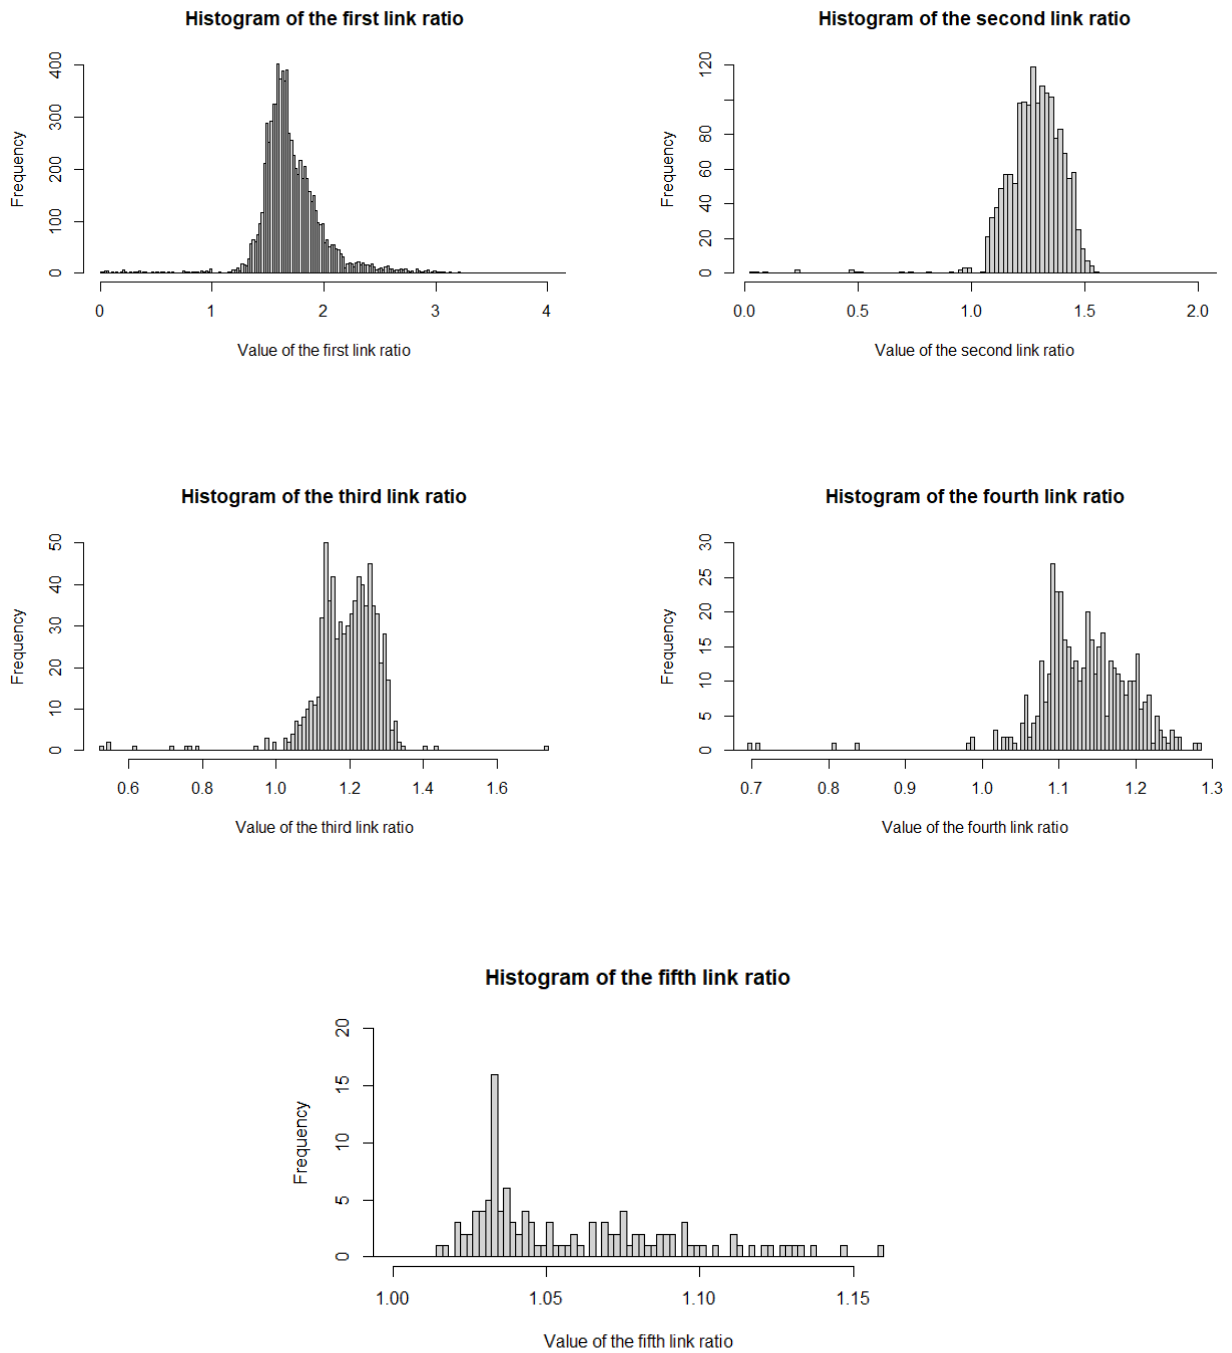 Histogram of the first link ratio
Frequency
0
100
200
300
400
0 1 2 3 4
Value of the first link ratio
Histogram of the second link ratio
Frequency
0
20
40
60
80
120
0.0 0.5 1.0 1.5 2.0
Value of the second link ratio
Histogram of the third link ratio
Frequency
0
10
20
30
40
50
0.6 0.8 1.0 1.2 1.4 1.6
Value of the third link ratio
Histogram of the fourth link ratio
Frequency
0
5
10
15
20
25
30
0.7 0.8 0.9 1.0 1.1 1.2 1.3
Value of the fourth link ratio
Histogram of the fifth link ratio
Frequency
0
5
10
15
20
1.00 1.05 1.10 1.15
Value of the fifth link ratio